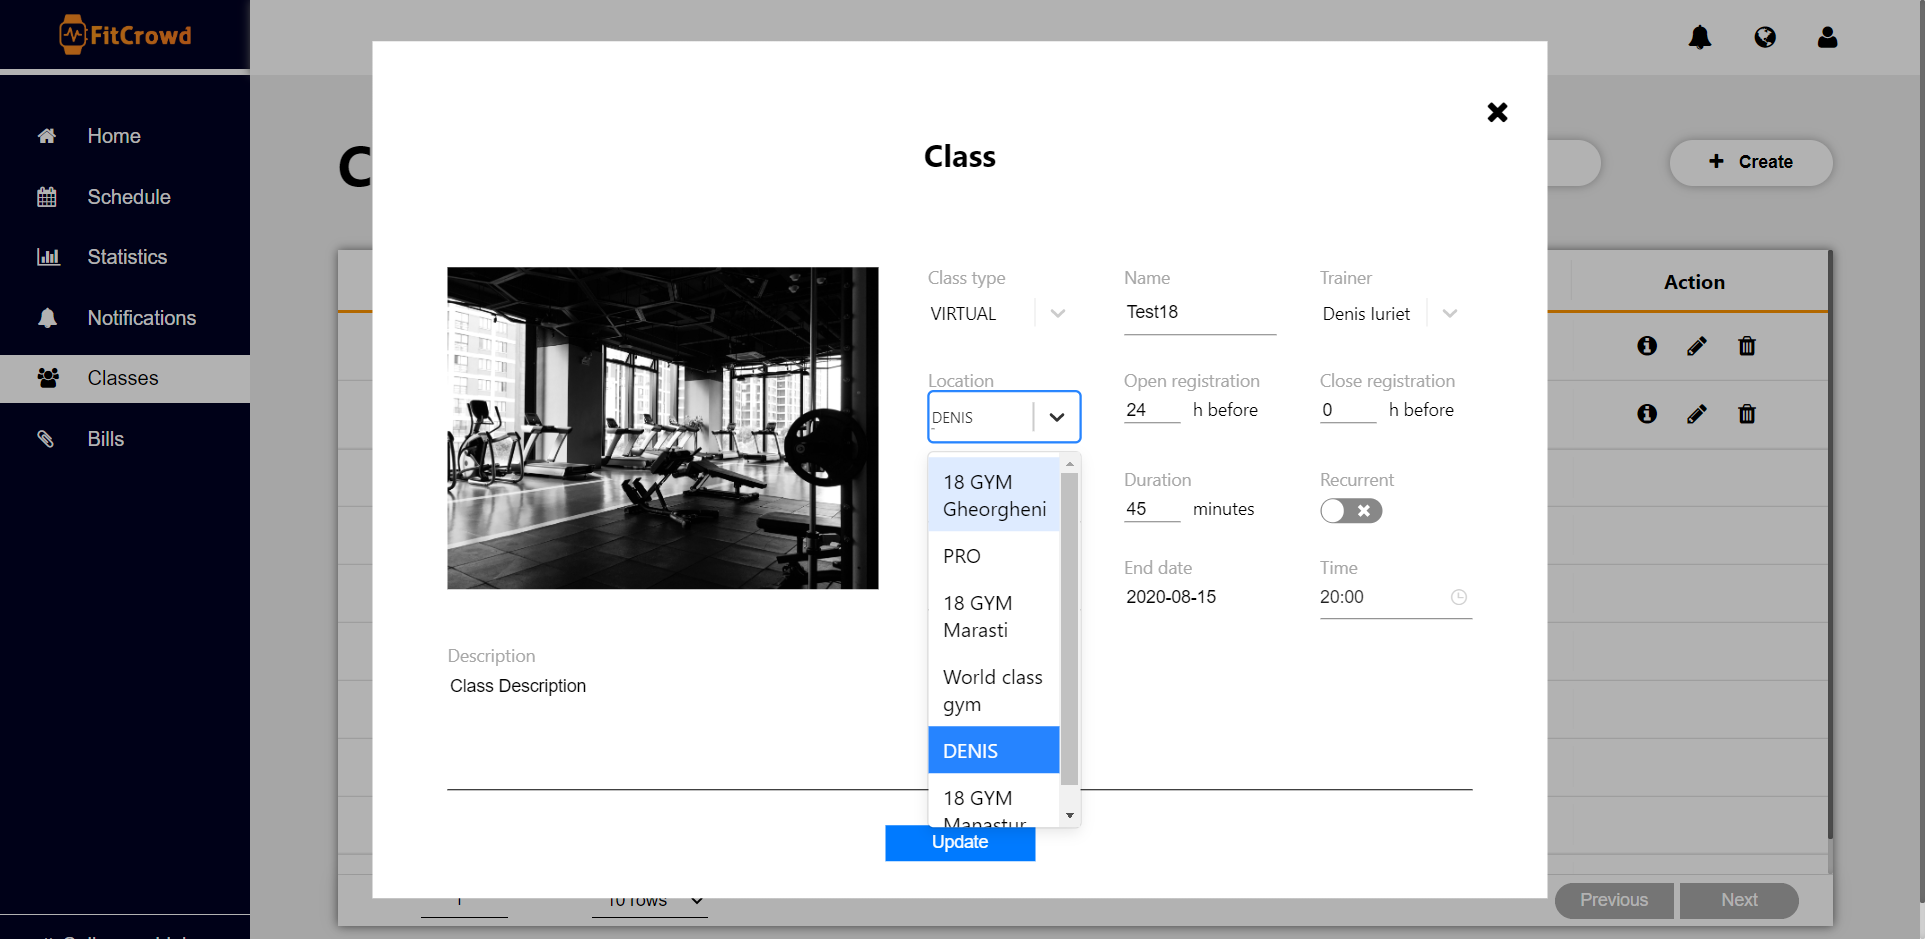 FitCrowd
Home
Schedule
Statistics
Notifications
Classes
Bills
C
Create
Action
Class
Class type
VIRTUAL
Name
Test18
Trainer
Denis Iuriet
Location
DENIS
Open registration
24 h before
Close registration
0 h before
18 GYM
Gheorgheni
PRO
18 GYM
Marasti
World class
gym
DENIS
18 GYM
Manastur
Duration
45 minutes
Recurrent
End date
2020-08-15
Time
20:00
Description
Class Description
Update
1
10 rows
Previous
Next